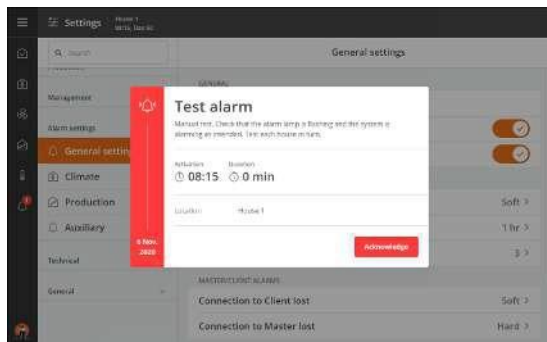 Settings
House 1
Search
General settings
GENERAL
Management
Alarm settings
General settin
Climate
Production
Auxiliary
Technical
General
Test alarm
Manual test. Check that the alarm lamp is flashing and the system is
alarming as intended. Test each house in turn.
Activation Duration
08:15 0 min
Location House 1
6 Nov.
Acknowledge
Soft
1 hr
3
MASTER/CLIENT ALARMS
Connection to Client lost Soft
Connection to Master lost Hard